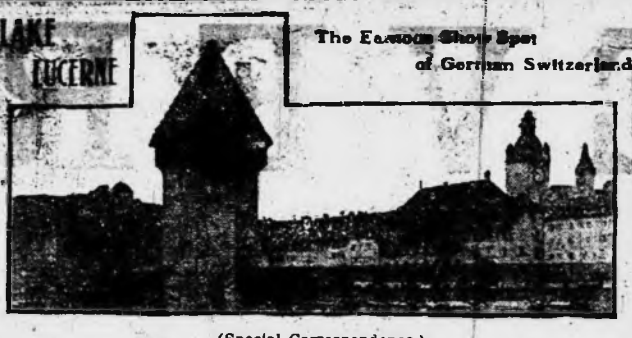 LAKE
LUCERNE
The Famous Show Spot
of German Switzerland
(Special Correspondence.)